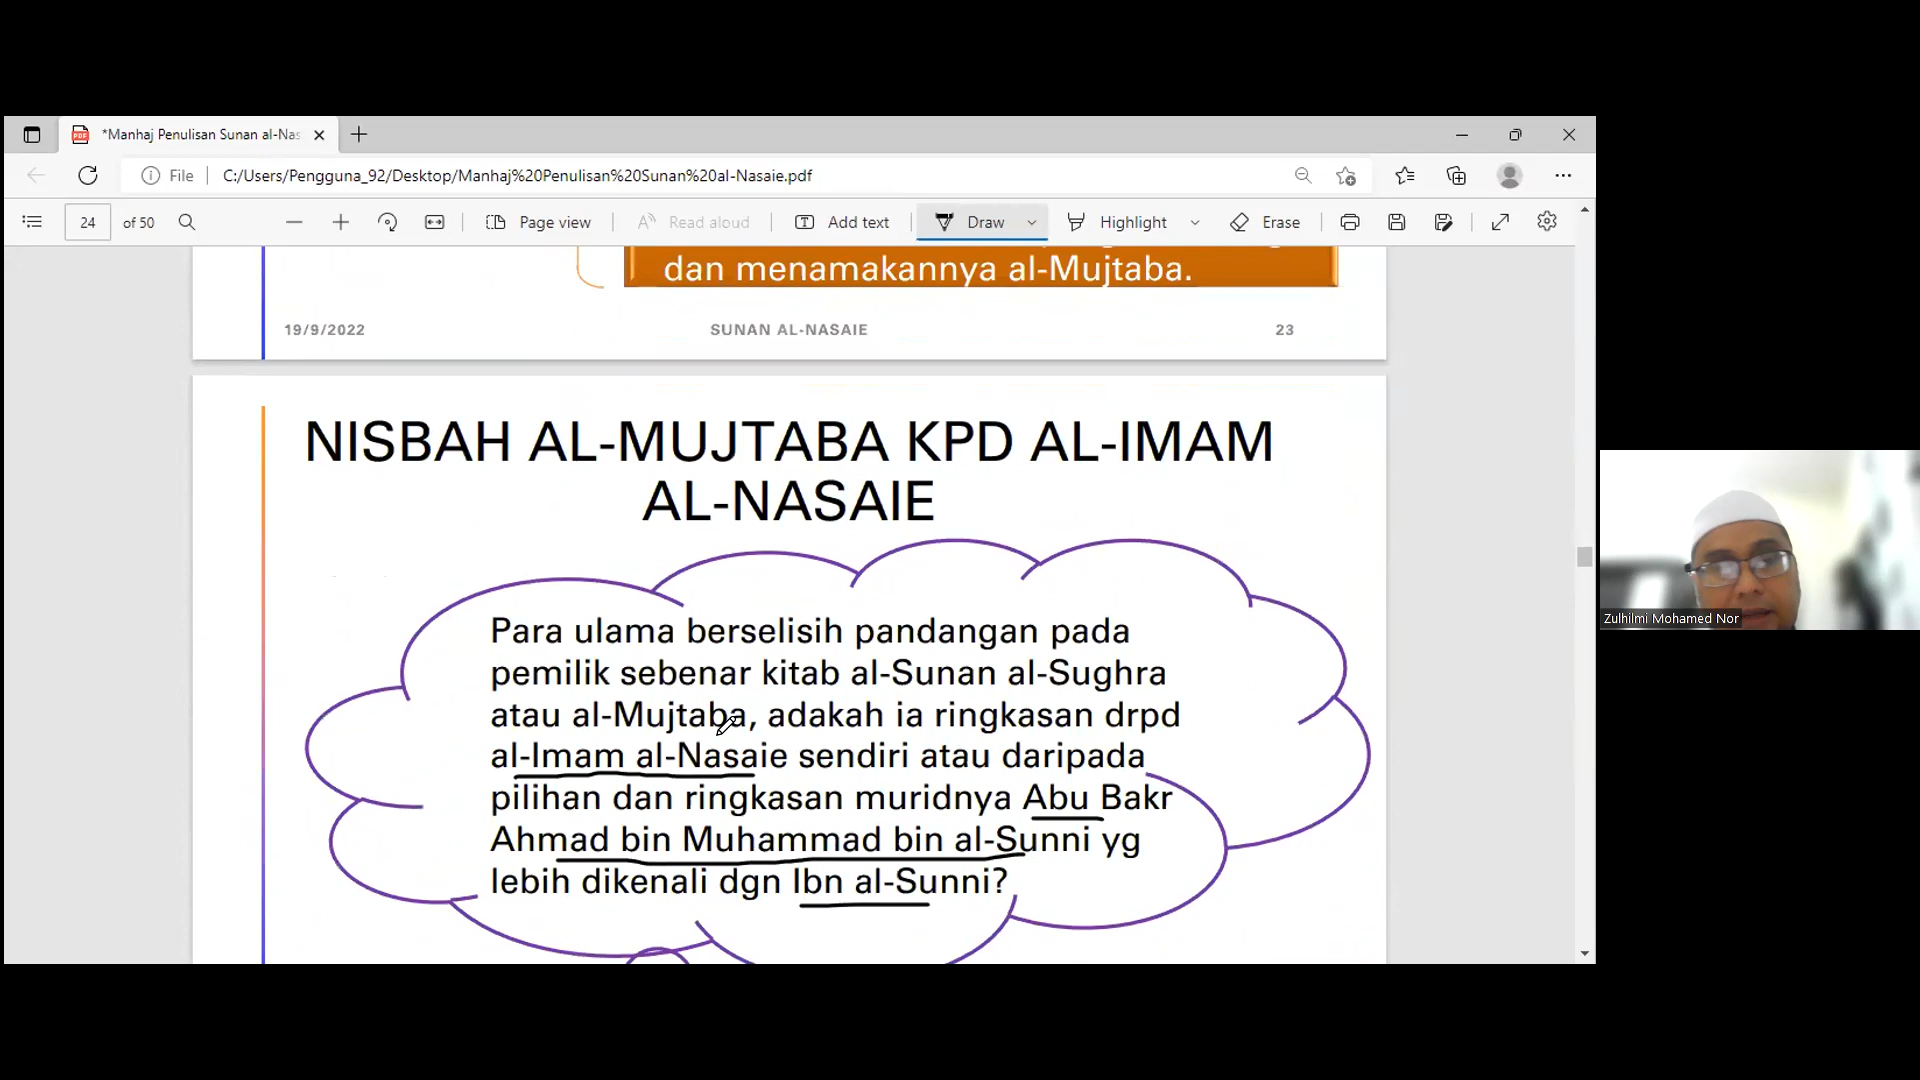 *Manhaj Penulisan Sunan al-Nas
File
C:/Users/Pengguna_92/Desktop/Manhaj%20Penulisan%20Sunan%20al-Nasaie.pdf
24 of 50
Page view
Read aloud
Add text
Draw
Highlight
Erase
dan menamakannya al-Mujtaba.
19/9/2022 SUNAN AL-NASAIE 23
NISBAH AL-MUJTABA KPD AL-IMAM
AL-NASAIE
Para ulama berselisih pandangan pada
pemilik sebenar kitab al-Sunan al-Sughra
atau al-Mujtaba, adakah ia ringkasan drpd
al-Imam al-Nasaie sendiri atau daripada
pilihan dan ringkasan muridnya Abu Bakr
Ahmad bin Muhammad bin al-Sunni yg
lebih dikenali dgn Ibn al-Sunni?
Zulhilmi Mohamed Nor